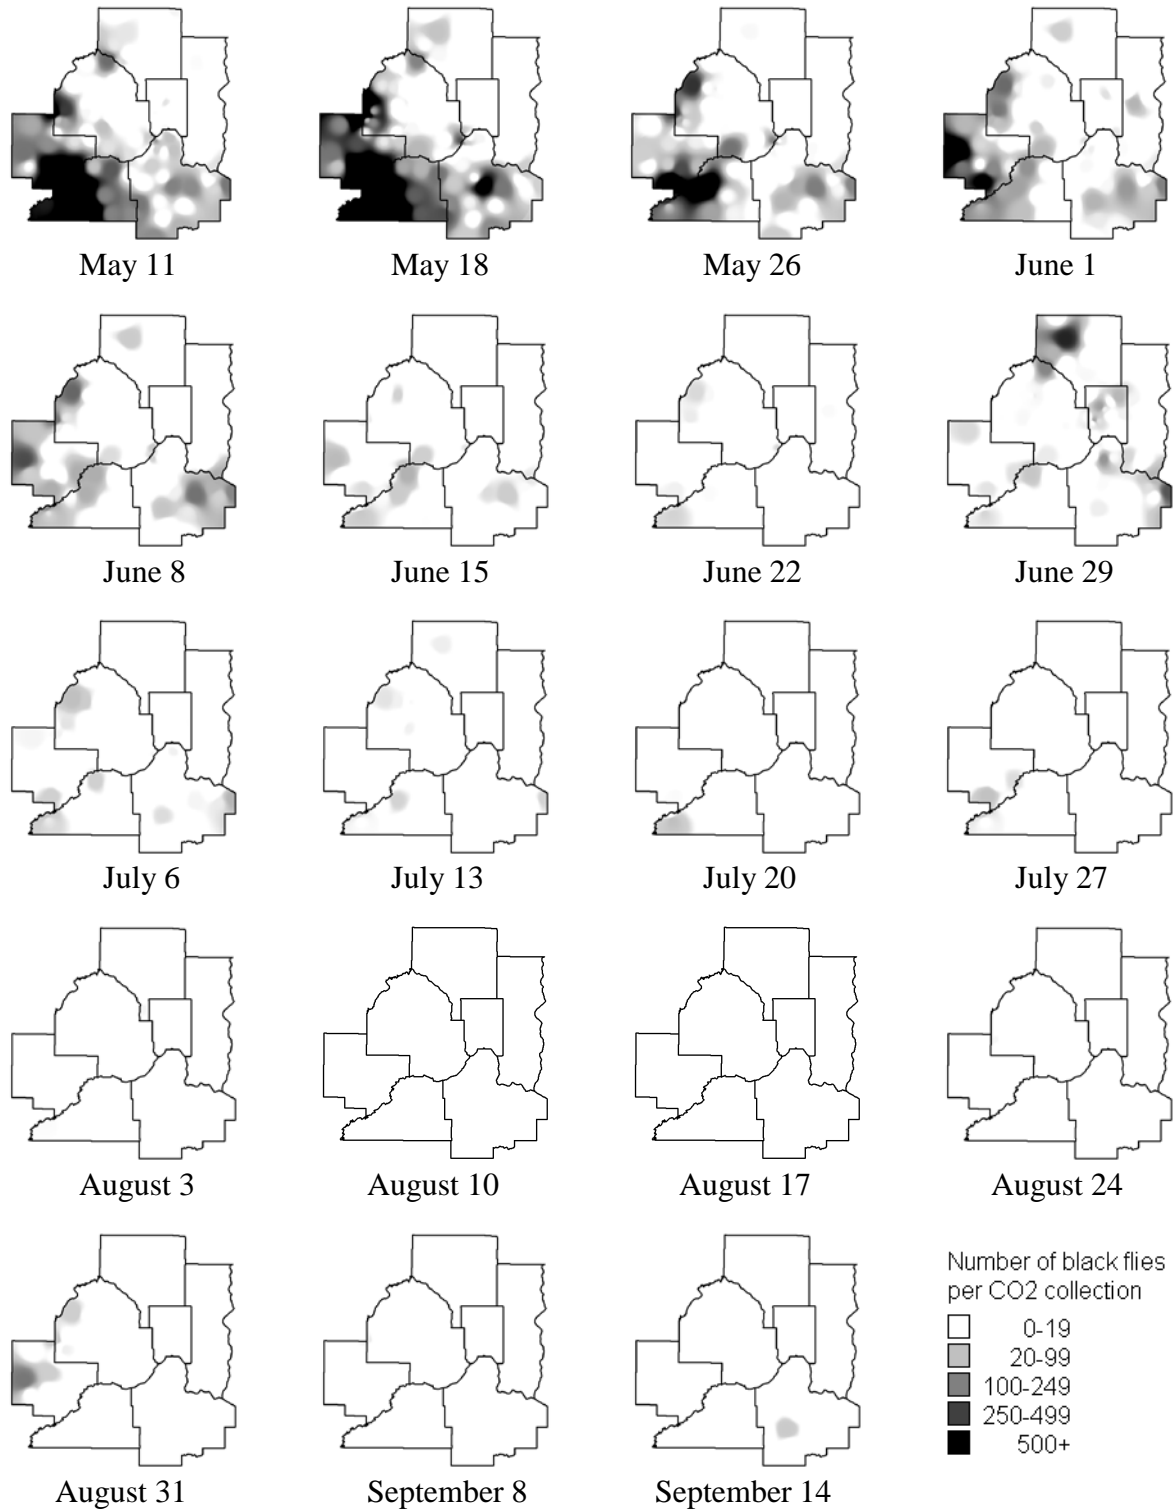 May 11
May 18
May 26
June 1
June 8
June 15
June 22
June 29
July 6
July 13
July 20
July 27
August 3
August 10
August 17
August 24
August 31
September 8
September 14
Number of black flies
per CO2 collection
0-19
20-99
100-249
250-499
500+